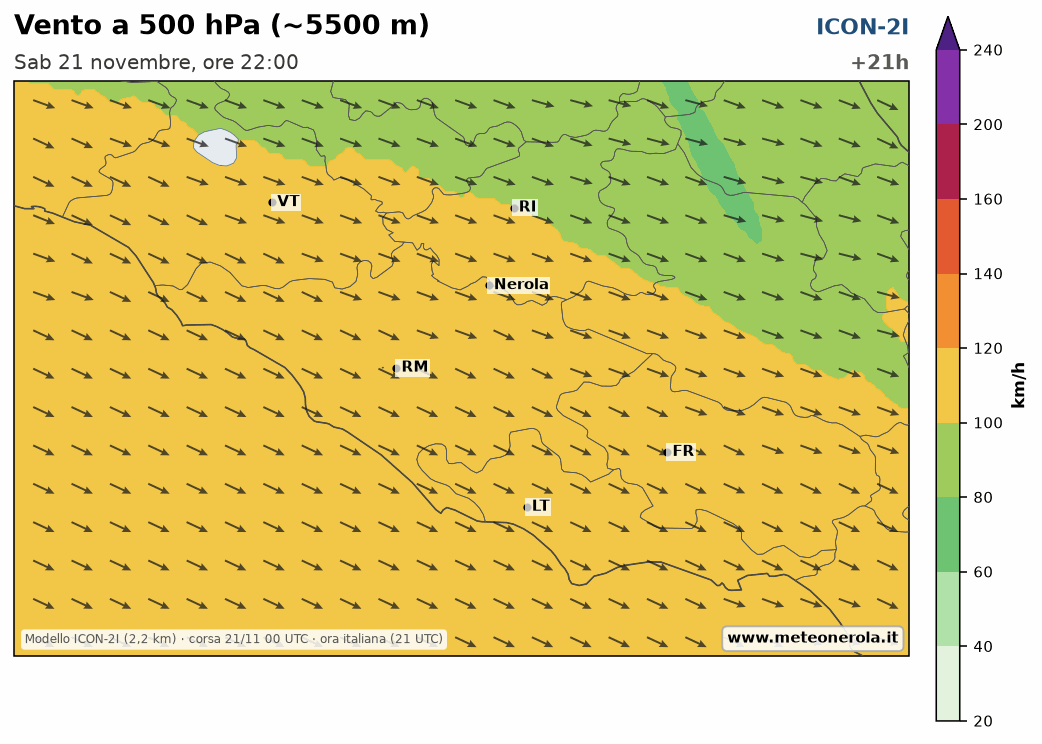 Vento a 500 hPa (~5500 m)
ICON-2I
Sab 21 novembre, ore 22:00
+21h
240
200
160
140
120
100
80
60
40
20
km/h
VT
RI
Nerola
RM
FR
LT
Modello ICON-2I (2,2 km) · corsa 21/11 00 UTC · ora italiana (21 UTC)
www.meteonerola.it